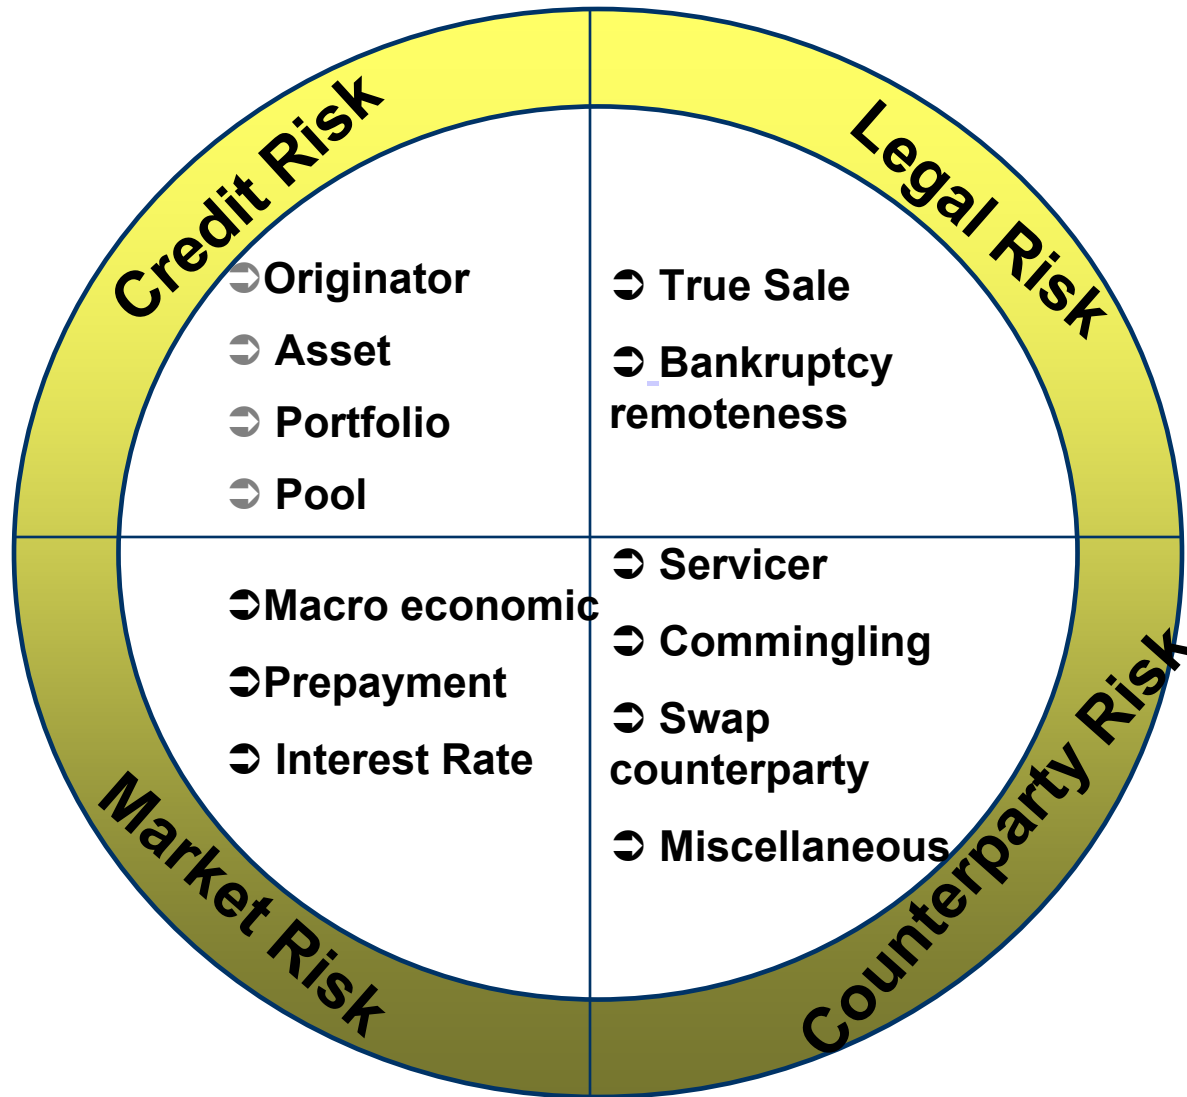 Credit Risk
➲Originator
➲ Asset
➲ Portfolio
➲ Pool
Legal Risk
➲ True Sale
➲ Bankruptcy
remoteness
Market Risk
➲Macro economic
➲Prepayment
➲ Interest Rate
Counterparty Risk
➲ Servicer
➲ Commingling
➲ Swap
counterparty
➲ Miscellaneous